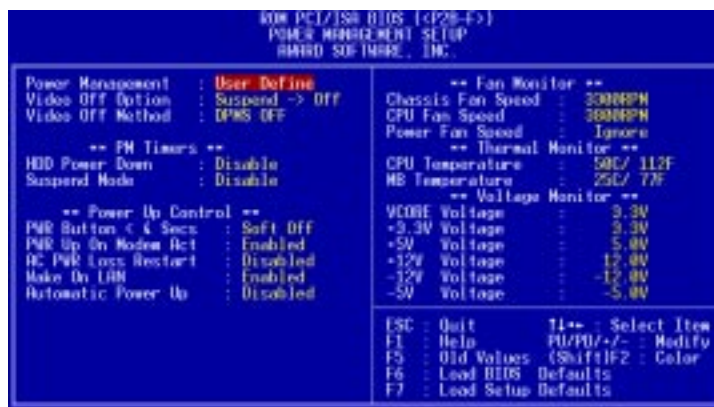 ROM PCI/ISA BIOS (<P2B-F>)
POWER MANAGEMENT SETUP
AWARD SOFTWARE, INC.
Power Management : User Define
Video Off Option : Suspend -> Off
Video Off Method : DPMS OFF
** PM Timers **
HDD Power Down : Disable
Suspend Mode : Disable
** Power Up Control **
PWR Button < 4 Secs : Soft Off
PWR Up On Modem Act : Enabled
AC PWR Loss Restart : Disabled
Wake On LAN : Enabled
Automatic Power Up : Disabled
** Fan Monitor **
Chassis Fan Speed : 3300RPM
CPU Fan Speed : 3800RPM
Power Fan Speed : Ignore
** Thermal Monitor **
CPU Temperature : 50C/ 112F
MB Temperature : 25C/ 77F
** Voltage Monitor **
VCORE Voltage : 3.3V
+3.3V Voltage : 3.3V
+5V Voltage : 5.0V
+12V Voltage : 12.0V
-12V Voltage : -12.0V
-5V Voltage : -5.0V
ESC : Quit ↑↓→← : Select Item
F1 : Help PU/PD/+/- : Modify
F5 : Old Values (Shift)F2 : Color
F6 : Load BIOS Defaults
F7 : Load Setup Defaults